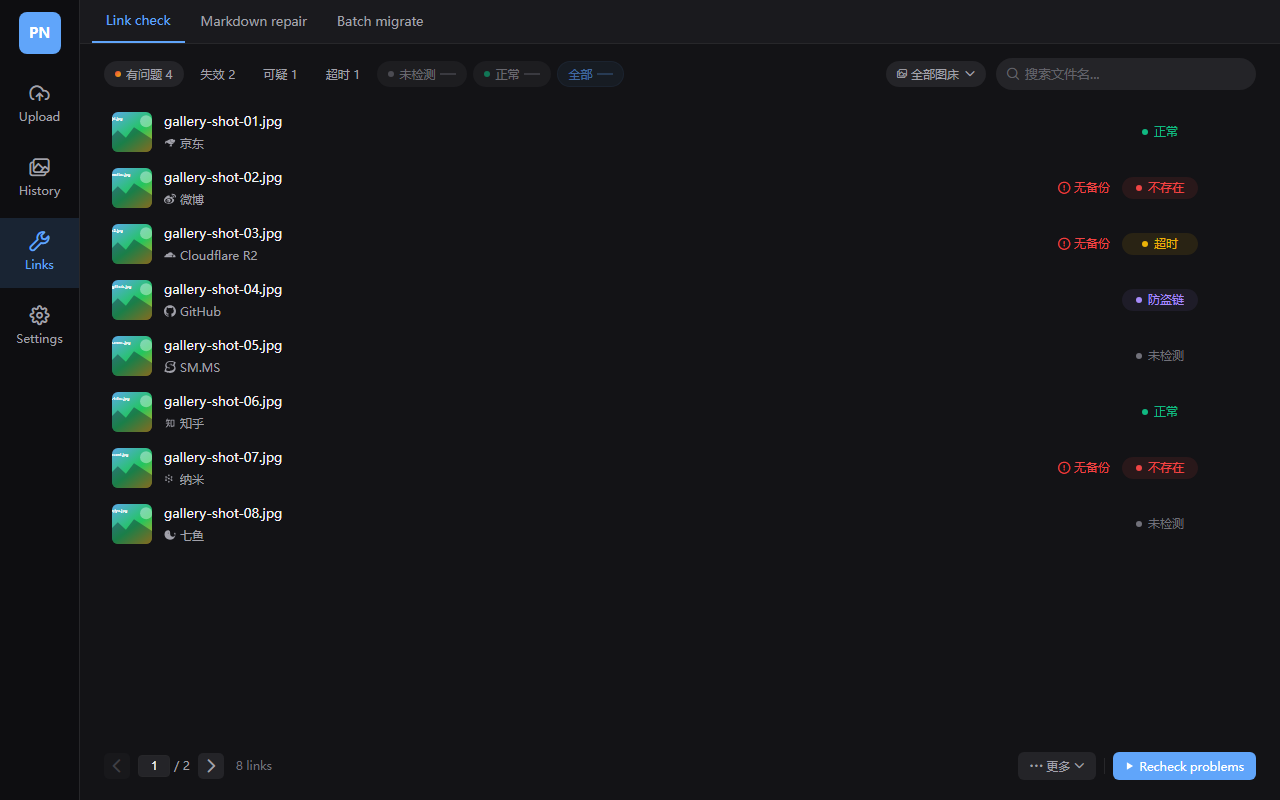 PN
Upload
History
Links
Settings
Link check
Markdown repair
Batch migrate
有问题 4
失效 2
可疑 1
超时 1
未检测 —
正常 —
全部 —
全部图床
搜索文件名...
gallery-shot-01.jpg
京东
正常
gallery-shot-02.jpg
微博
无备份
不存在
gallery-shot-03.jpg
Cloudflare R2
无备份
超时
gallery-shot-04.jpg
GitHub
防盗链
gallery-shot-05.jpg
SM.MS
未检测
gallery-shot-06.jpg
知 知乎
正常
gallery-shot-07.jpg
纳米
无备份
不存在
gallery-shot-08.jpg
七鱼
未检测
1 / 2
8 links
··· 更多
Recheck problems